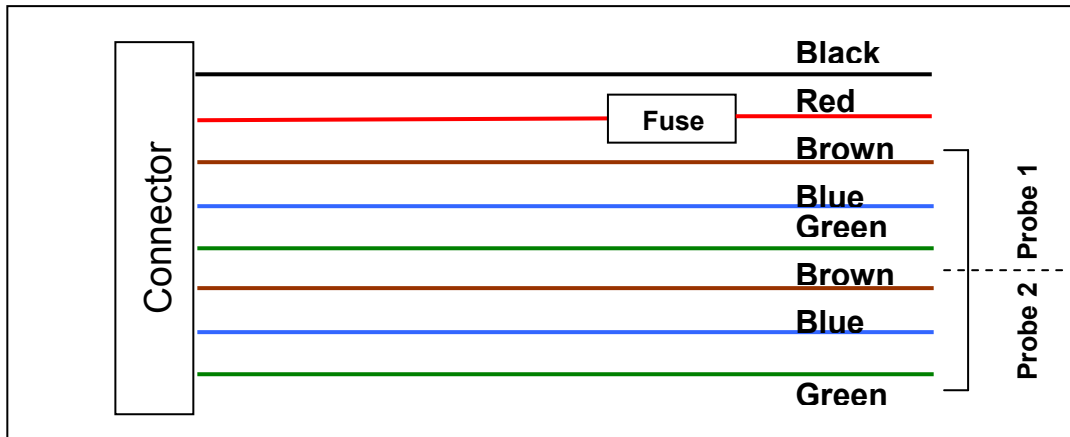 Connector
Black
Red
Fuse
Brown
Blue
Green
Brown
Blue
Green
Probe 1
Probe 2